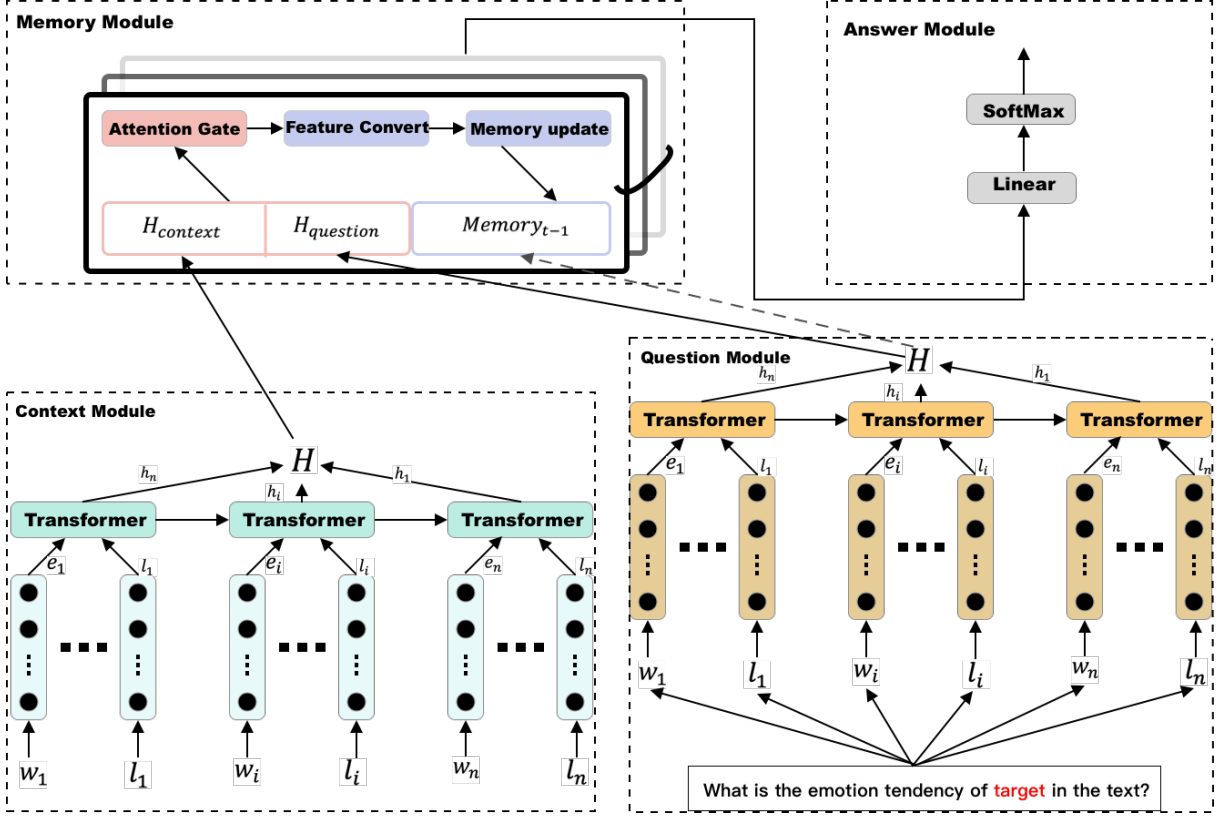 Memory Module
Attention Gate
Feature Convert
Memory update
H_context
H_question
Memory_{t-1}
Answer Module
SoftMax
Linear
Context Module
H
h_n
h_i
h_1
Transformer
Transformer
Transformer
e_1
l_1
e_i
l_i
e_n
l_n
w_1
l_1
w_i
l_i
w_n
l_n
Question Module
H
h_n
h_i
h_1
Transformer
Transformer
Transformer
e_1
l_1
e_i
l_i
e_n
l_n
w_1
l_1
w_i
l_i
w_n
l_n
What is the emotion tendency of target in the text?